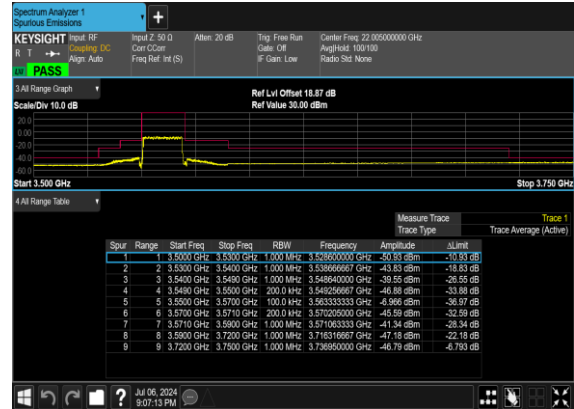 Spectrum Analyzer 1
Spurious Emissions
+
KEYSIGHT Input: RF Input Z: 50 Ω Atten: 20 dB Trig: Free Run Center Freq: 22.005000000 GHz
R T Coupling: DC Corr CCorr Gate: Off Avg|Hold: 100/100
Align: Auto Freq Ref: Int (S) IF Gain: Low Radio Std: None
PASS
3 All Range Graph
Ref Lvl Offset 18.87 dB
Scale/Div 10.0 dB Ref Value 30.00 dBm
20.0
0.00
-20.0
-40.0
-60.0
Start 3.500 GHz Stop 3.750 GHz
4 All Range Table
Measure Trace Trace 1
Trace Type Trace Average (Active)
Spur Range Start Freq Stop Freq RBW Frequency Amplitude ΔLimit
1 1 3.5000 GHz 3.5300 GHz 1.000 MHz 3.528600000 GHz -50.93 dBm -10.93 dB
2 2 3.5300 GHz 3.5400 GHz 1.000 MHz 3.538666667 GHz -43.83 dBm -18.83 dB
3 3 3.5400 GHz 3.5490 GHz 1.000 MHz 3.548640000 GHz -39.55 dBm -26.55 dB
4 4 3.5490 GHz 3.5500 GHz 200.0 kHz 3.549256667 GHz -46.88 dBm -33.88 dB
5 5 3.5500 GHz 3.5700 GHz 100.0 kHz 3.563333333 GHz -6.966 dBm -36.97 dB
6 6 3.5700 GHz 3.5710 GHz 200.0 kHz 3.570205000 GHz -45.59 dBm -32.59 dB
7 7 3.5710 GHz 3.5900 GHz 1.000 MHz 3.571063333 GHz -41.34 dBm -28.34 dB
8 8 3.5900 GHz 3.7200 GHz 1.000 MHz 3.716316667 GHz -47.18 dBm -22.18 dB
9 9 3.7200 GHz 3.7500 GHz 1.000 MHz 3.736950000 GHz -46.79 dBm -6.793 dB
? Jul 06, 2024
9:07:13 PM